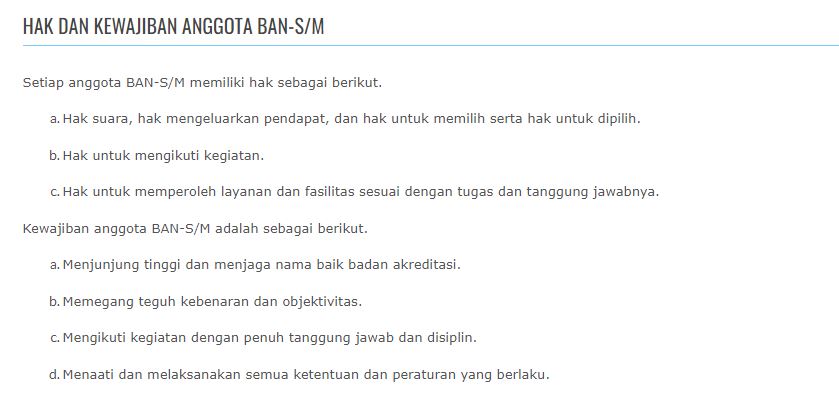 HAK DAN KEWAJIBAN ANGGOTA BAN-S/M
Setiap anggota BAN-S/M memiliki hak sebagai berikut.
a. Hak suara, hak mengeluarkan pendapat, dan hak untuk memilih serta hak untuk dipilih.
b. Hak untuk mengikuti kegiatan.
c. Hak untuk memperoleh layanan dan fasilitas sesuai dengan tugas dan tanggung jawabnya.
Kewajiban anggota BAN-S/M adalah sebagai berikut.
a. Menjunjung tinggi dan menjaga nama baik badan akreditasi.
b. Memegang teguh kebenaran dan objektivitas.
c. Mengikuti kegiatan dengan penuh tanggung jawab dan disiplin.
d. Menaati dan melaksanakan semua ketentuan dan peraturan yang berlaku.